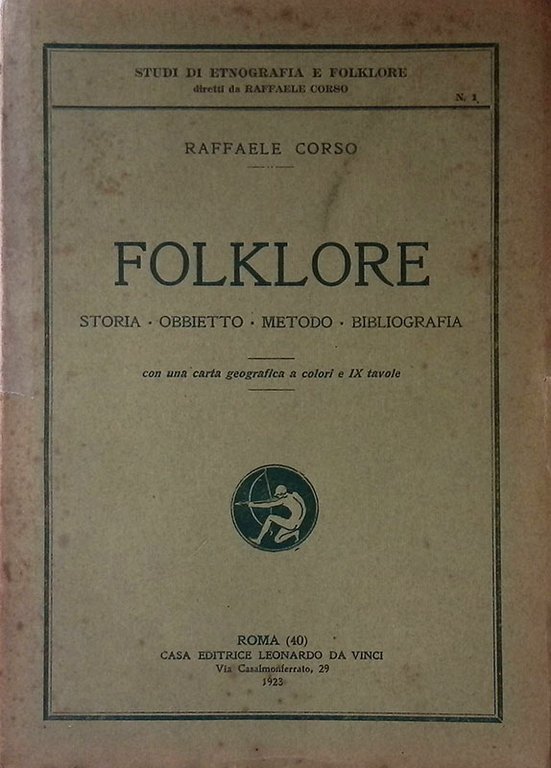 STUDI DI ETNOGRAFIA E FOLKLORE
diretti da RAFFAELE CORSO
N. 1
RAFFAELE CORSO
FOLKLORE
STORIA · OBBIETTO · METODO · BIBLIOGRAFIA
con una carta geografica a colori e IX tavole
ROMA (40)
CASA EDITRICE LEONARDO DA VINCI
Via Casalmonferrato, 29
1923